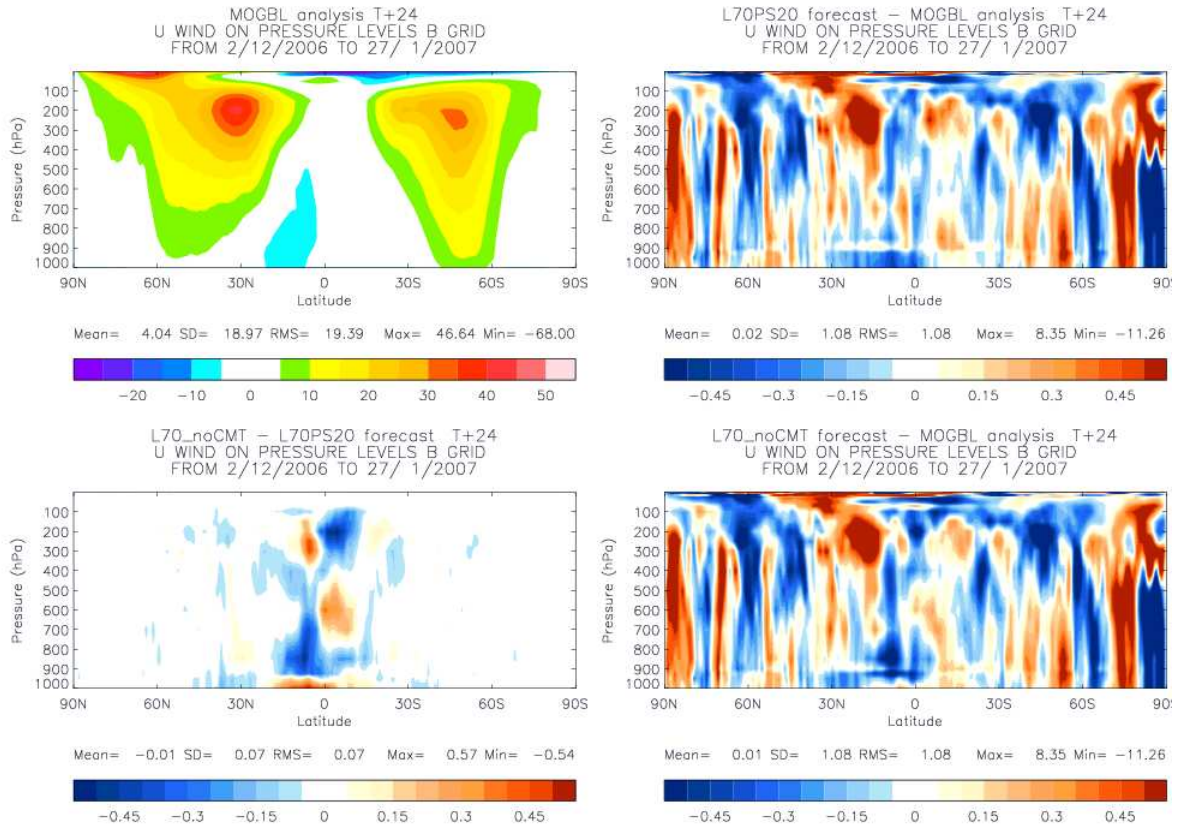 MOGBL analysis T+24
U WIND ON PRESSURE LEVELS B GRID
FROM 2/12/2006 TO 27/ 1/2007
Pressure (hPa)
100
200
300
400
500
600
700
800
900
1000
90N 60N 30N 0 30S 60S 90S
Latitude
Mean= 4.04 SD= 18.97 RMS= 19.39 Max= 46.64 Min= -68.00
-20 -10 0 10 20 30 40 50
L70PS20 forecast - MOGBL analysis T+24
U WIND ON PRESSURE LEVELS B GRID
FROM 2/12/2006 TO 27/ 1/2007
Pressure (hPa)
100
200
300
400
500
600
700
800
900
1000
90N 60N 30N 0 30S 60S 90S
Latitude
Mean= 0.02 SD= 1.08 RMS= 1.08 Max= 8.35 Min= -11.26
-0.45 -0.3 -0.15 0 0.15 0.3 0.45
L70_noCMT - L70PS20 forecast T+24
U WIND ON PRESSURE LEVELS B GRID
FROM 2/12/2006 TO 27/ 1/2007
Pressure (hPa)
100
200
300
400
500
600
700
800
900
1000
90N 60N 30N 0 30S 60S 90S
Latitude
Mean= -0.01 SD= 0.07 RMS= 0.07 Max= 0.57 Min= -0.54
-0.45 -0.3 -0.15 0 0.15 0.3 0.45
L70_noCMT forecast - MOGBL analysis T+24
U WIND ON PRESSURE LEVELS B GRID
FROM 2/12/2006 TO 27/ 1/2007
Pressure (hPa)
100
200
300
400
500
600
700
800
900
1000
90N 60N 30N 0 30S 60S 90S
Latitude
Mean= 0.01 SD= 1.08 RMS= 1.08 Max= 8.35 Min= -11.26
-0.45 -0.3 -0.15 0 0.15 0.3 0.45